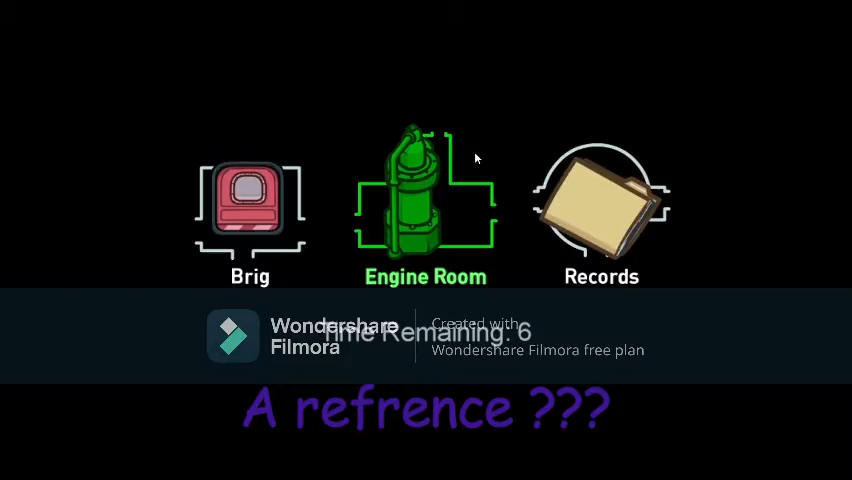 Brig
Engine Room
Records
Wondershare
Filmora
Time Remaining: 6
Created with
Wondershare Filmora free plan
A refrence ???